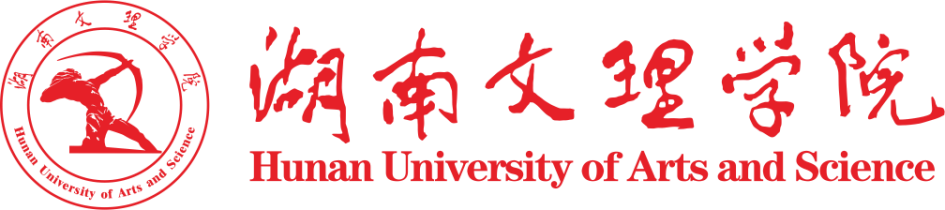 湖南文理学院
Hunan University of Arts and Science
湖南文理学院
Hunan University of Arts and Science